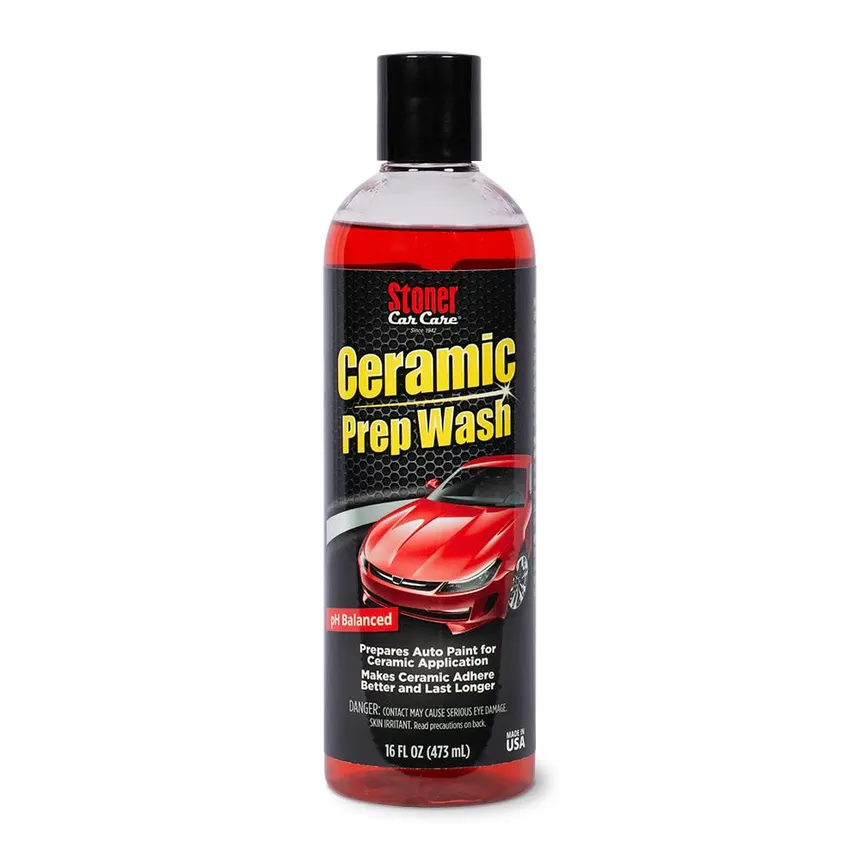 Stoner
Car Care®
Since 1942
Ceramic
Prep Wash
pH Balanced
Prepares Auto Paint for
Ceramic Application
Makes Ceramic Adhere
Better and Last Longer
DANGER: CONTACT MAY CAUSE SERIOUS EYE DAMAGE.
SKIN IRRITANT. Read precautions on back.
MADE IN
USA
16 FL OZ (473 mL)